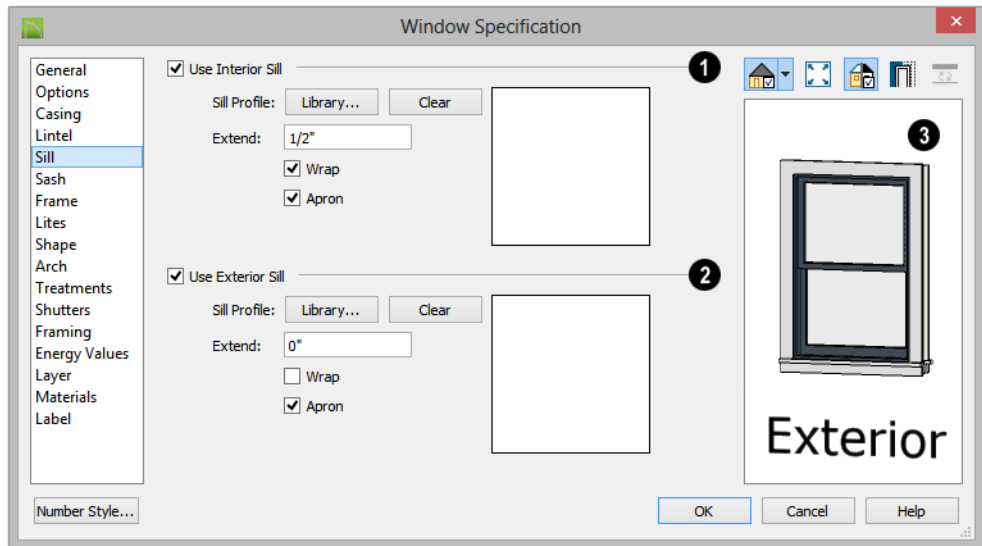 Window Specification
General
Options
Casing
Lintel
Sill
Sash
Frame
Lites
Shape
Arch
Treatments
Shutters
Framing
Energy Values
Layer
Materials
Label
Number Style...
Use Interior Sill
1
Sill Profile: Library... Clear
Extend: 1/2"
Wrap
Apron
Use Exterior Sill
2
Sill Profile: Library... Clear
Extend: 0"
Wrap
Apron
3
Exterior
OK Cancel Help